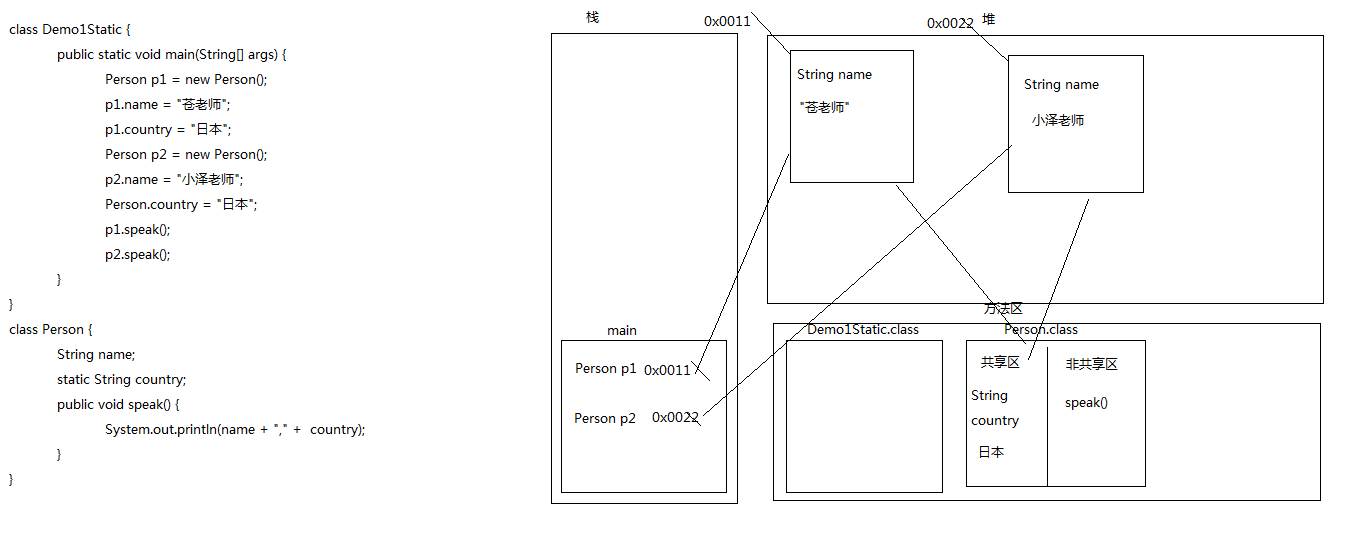 class Demo1Static {
public static void main(String[] args) {
Person p1 = new Person();
p1.name = "苍老师";
p1.country = "日本";
Person p2 = new Person();
p2.name = "小泽老师";
Person.country = "日本";
p1.speak();
p2.speak();
}
}
class Person {
String name;
static String country;
public void speak() {
System.out.println(name + "," + country);
}
}
栈
main
Person p1 0x0011
Person p2 0x0022
堆
0x0011
String name
"苍老师"
0x0022
String name
小泽老师
方法区
Demo1Static.class
Person.class
共享区
String
country
日本
非共享区
speak()